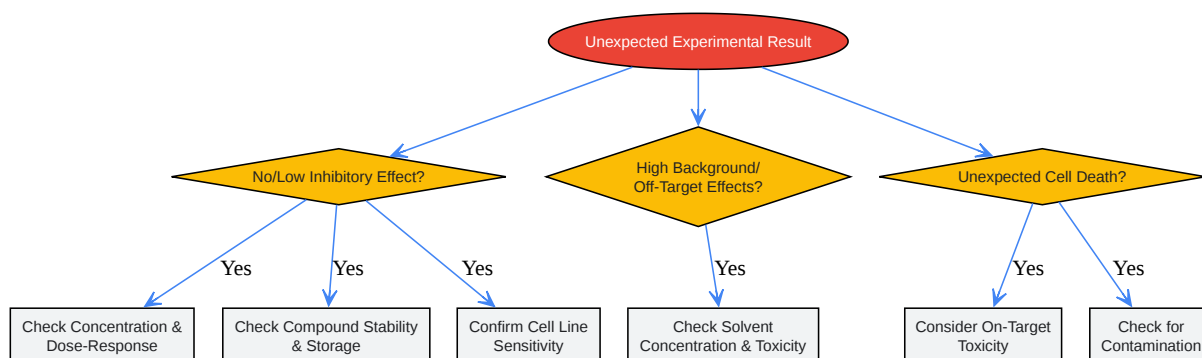 Unexpected Experimental Result
No/Low Inhibitory Effect?
High Background/
Off-Target Effects?
Unexpected Cell Death?
Yes
Yes
Yes
Yes
Yes
Yes
Check Concentration &
Dose-Response
Check Compound Stability
& Storage
Confirm Cell Line
Sensitivity
Check Solvent
Concentration & Toxicity
Consider On-Target
Toxicity
Check for
Contamination